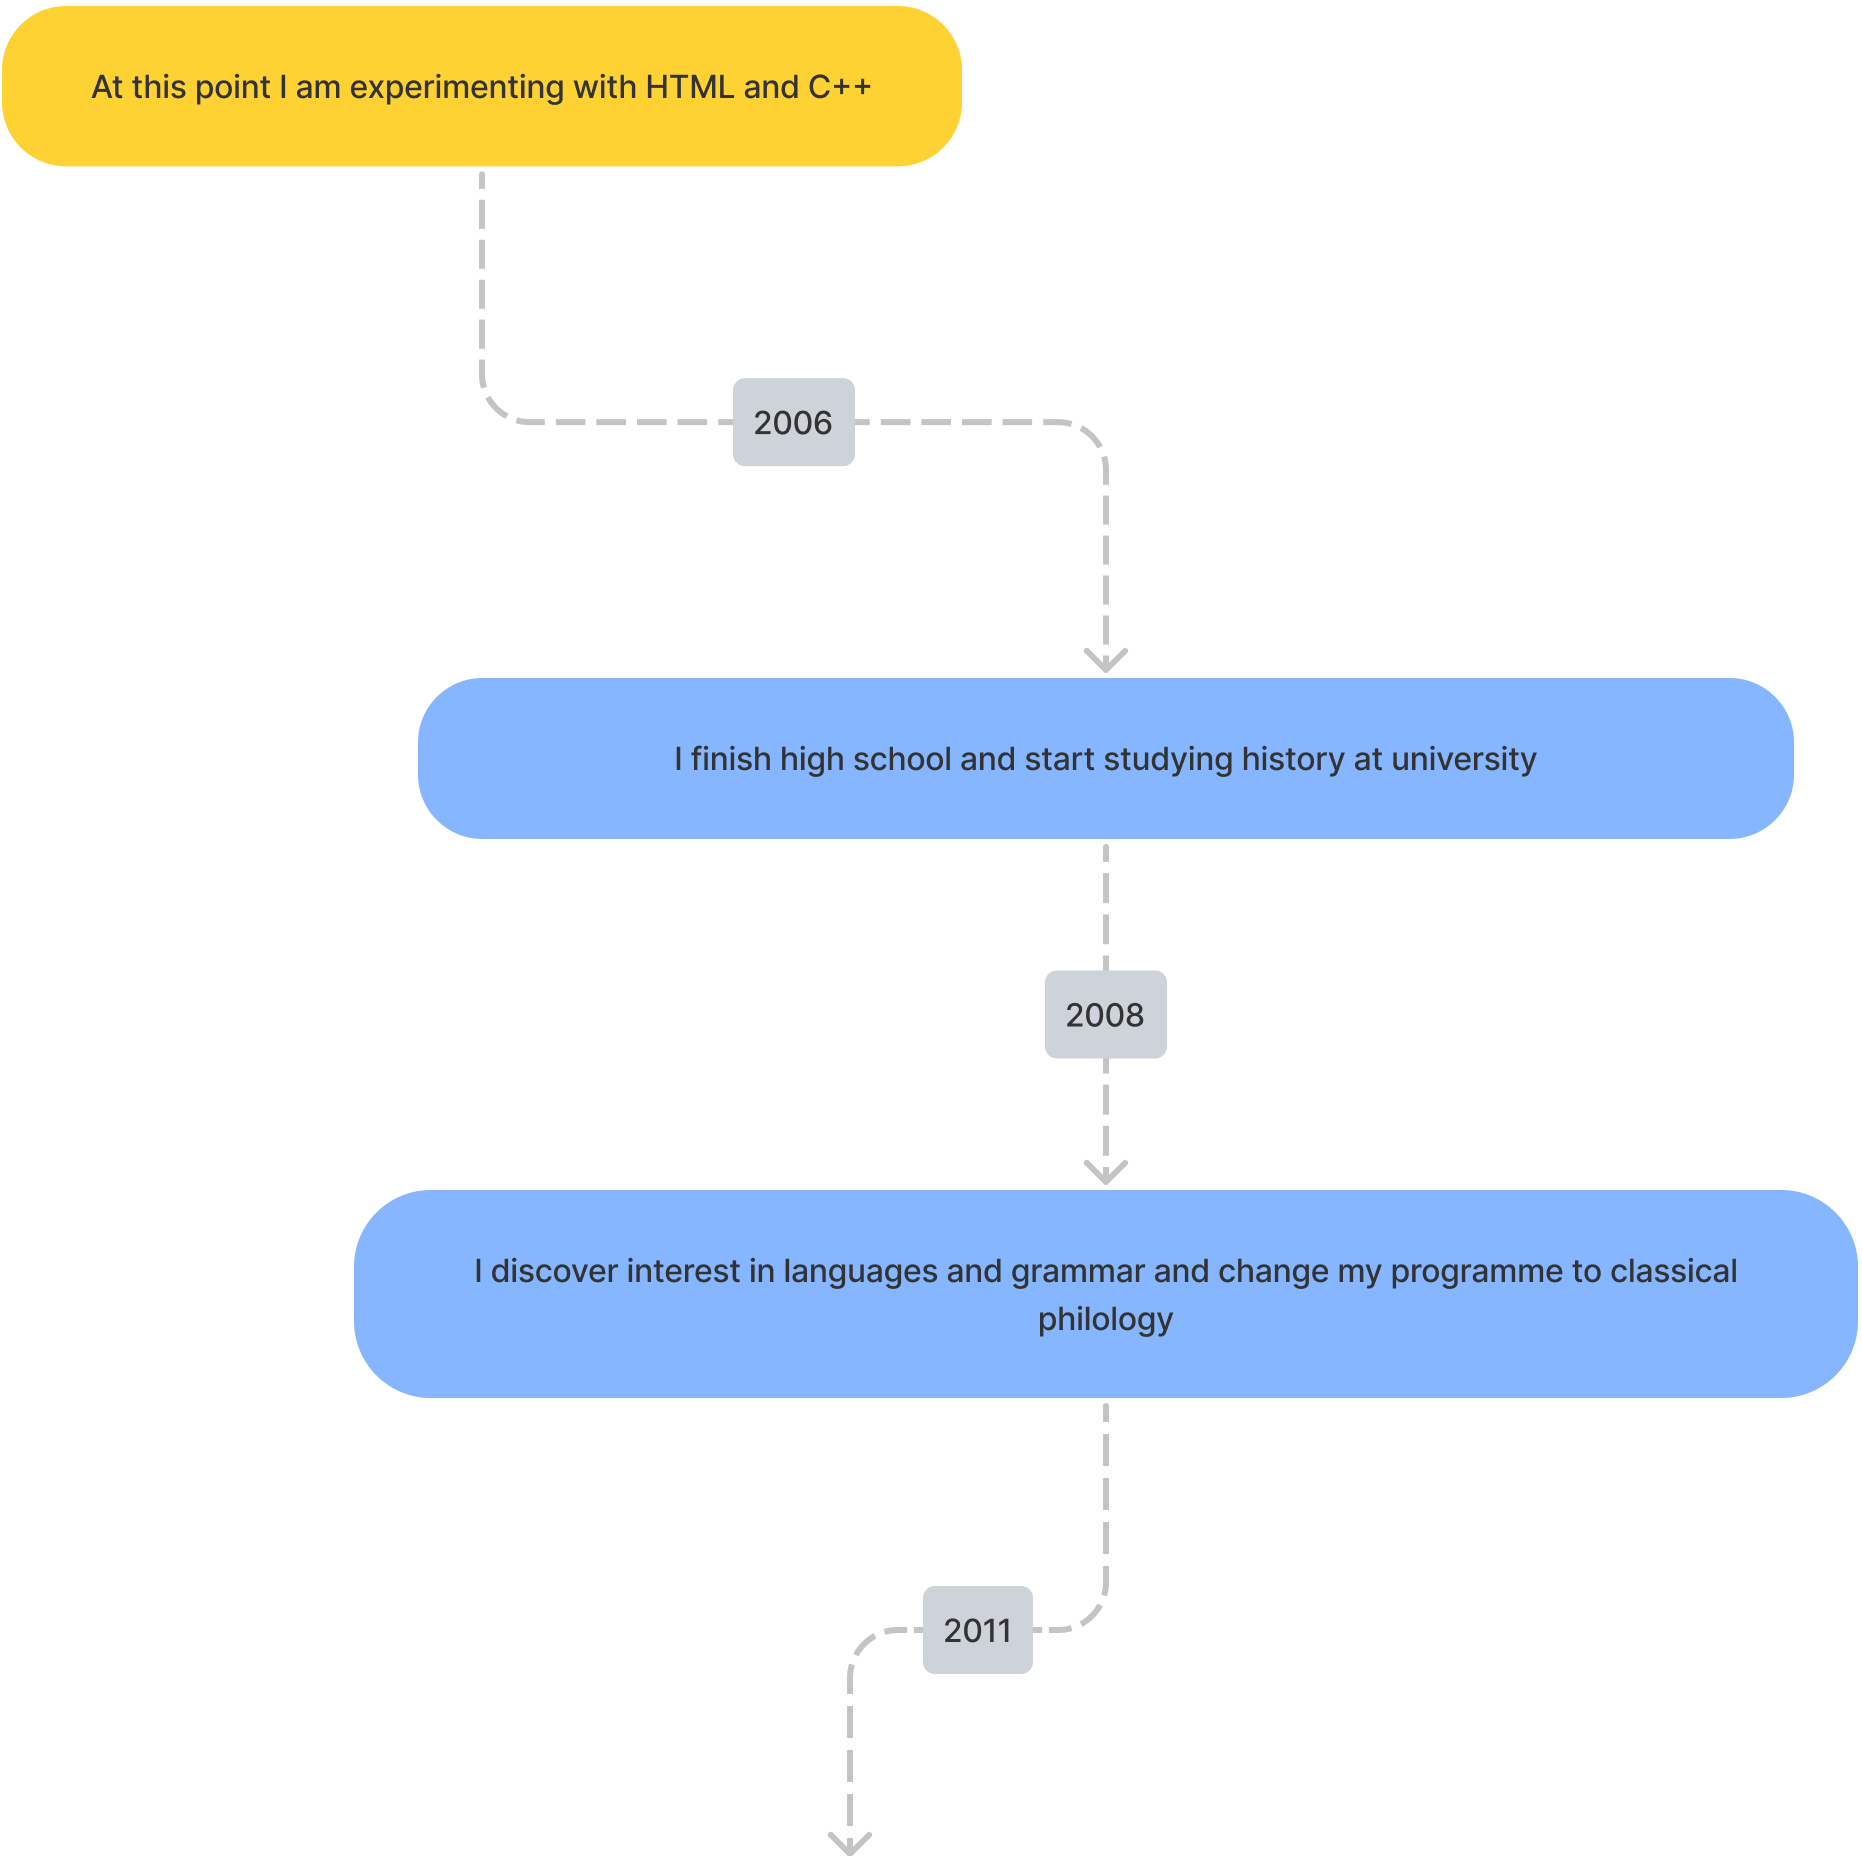 At this point I am experimenting with HTML and C++
2006
I finish high school and start studying history at university
2008
I discover interest in languages and grammar and change my programme to classical
philology
2011